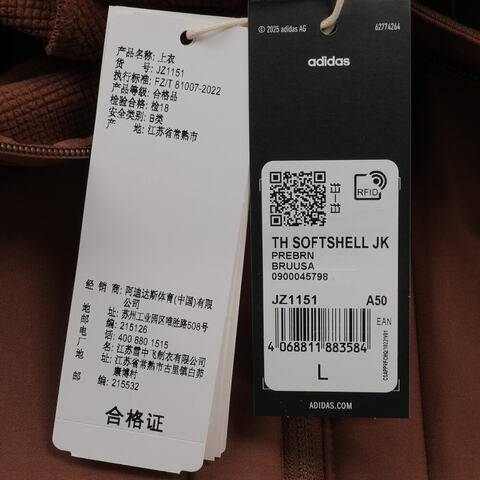 产品名称: 上衣
货 号: JZ1151
执行标准: FZ/T 81007-2022
产品等级: 合格品
检验合格: 检18
安全类别: B类
产 地: 江苏省常熟市
经 销 商: 阿迪达斯体育(中国)有限公司
地 址: 苏州工业园区唯胜路508号
邮 编: 215126
电 话: 400 880 1515
厂 名: 江苏雪中飞制衣有限公司
地 址: 江苏省常熟市古里镇白茆康博村
邮 编: 215532
合格证
© 2025 adidas AG
62774264
adidas
RFID
TH SOFTSHELL JK
PREBRN
BRUUSA
0900045798
JZ1151 A50
EAN
4 068811 883584
L
ADIDAS.COM